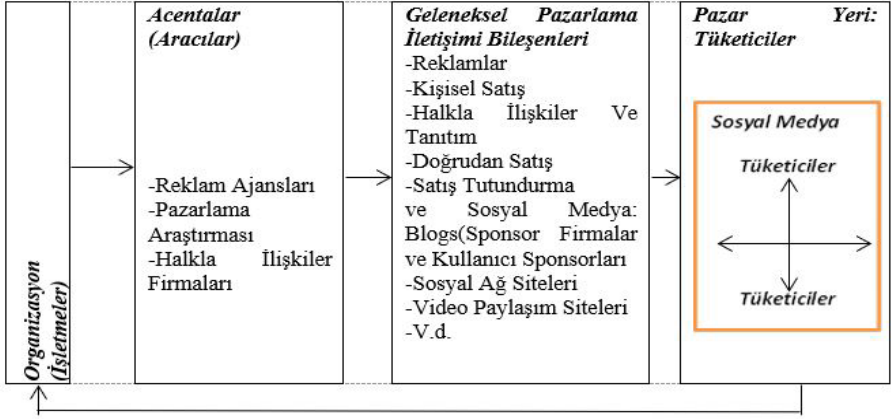 Organizasyon
(İşletmeler)
Acentalar
(Aracılar)
-Reklam Ajansları
-Pazarlama
Araştırması
-Halkla İlişkiler
Firmaları
Geleneksel Pazarlama
İletişimi Bileşenleri
-Reklamlar
-Kişisel Satış
-Halkla İlişkiler Ve
Tanıtım
-Doğrudan Satış
-Satış Tutundurma
ve Sosyal Medya:
Blogs(Sponsor Firmalar
ve Kullanıcı Sponsorları
-Sosyal Ağ Siteleri
-Video Paylaşım Siteleri
-V.d.
Pazar Yeri:
Tüketiciler
Sosyal Medya
Tüketiciler
Tüketiciler